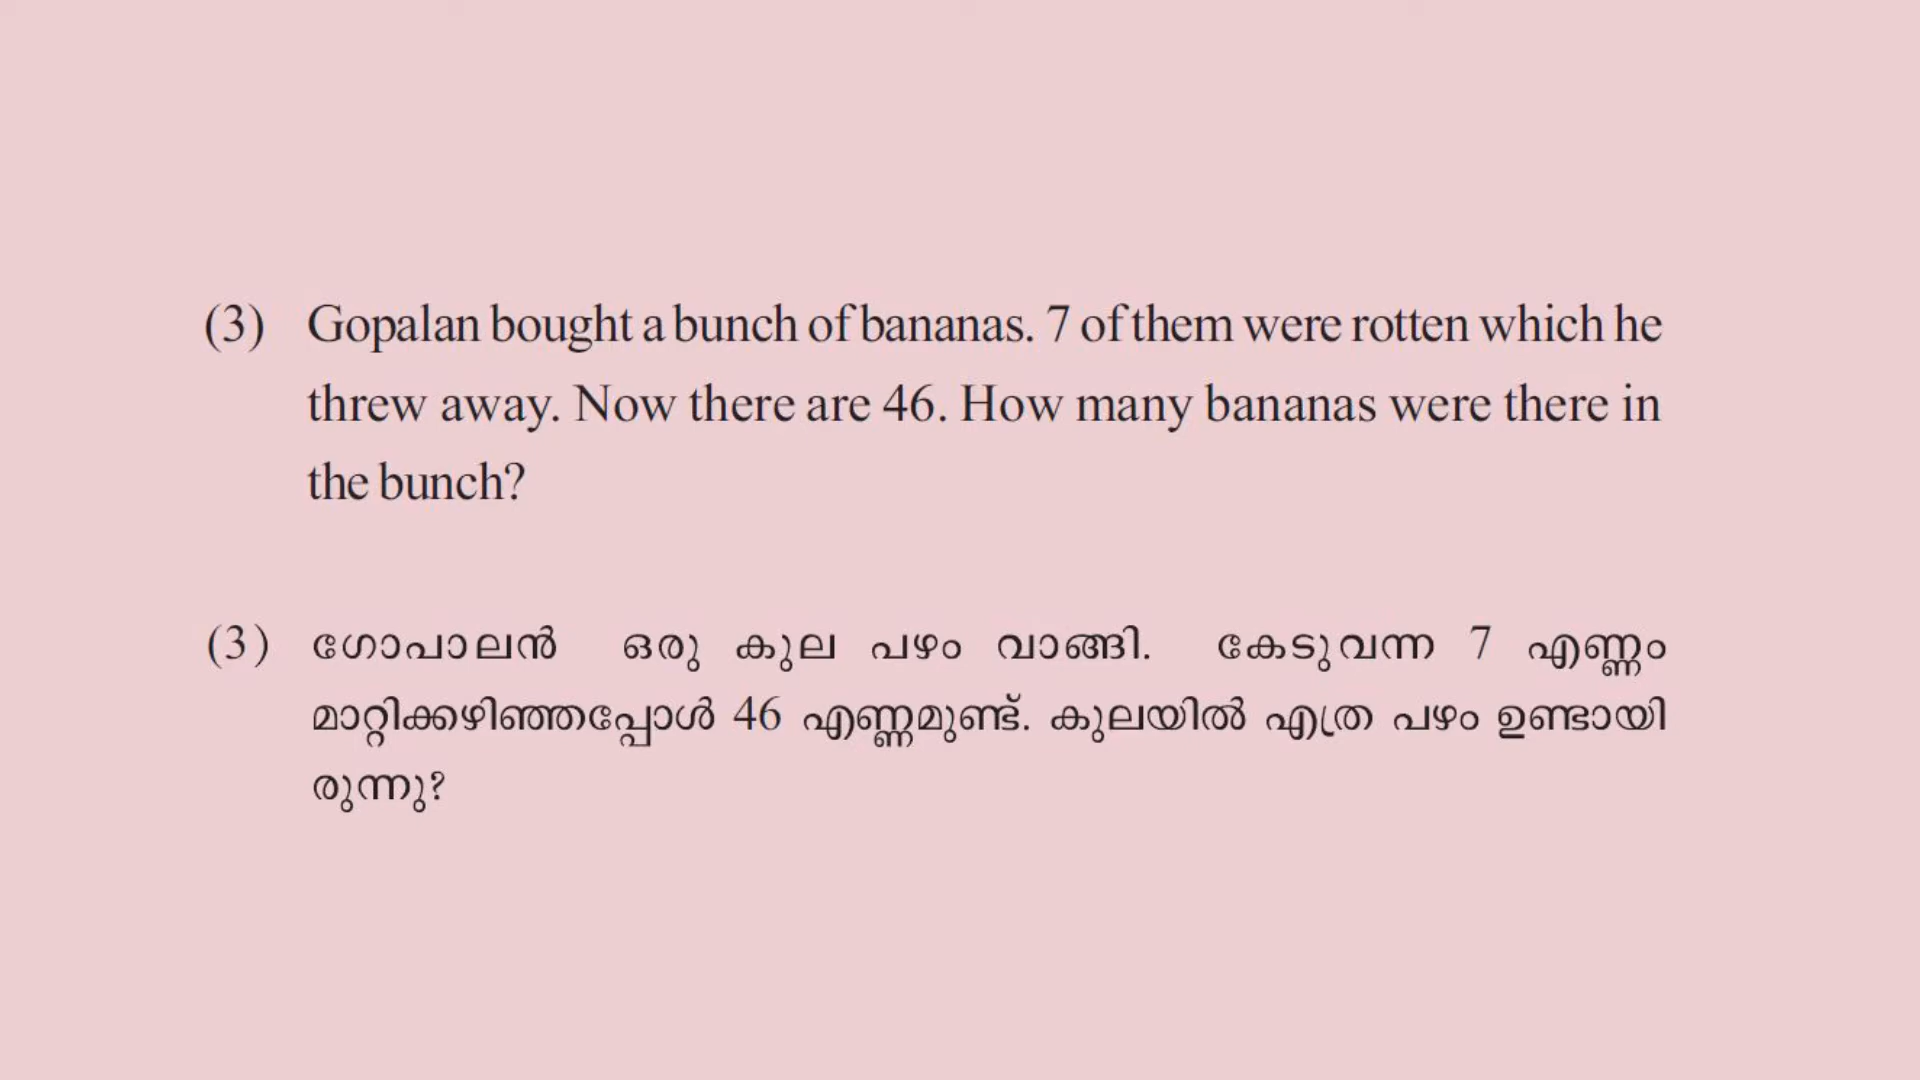 (3) Gopalan bought a bunch of bananas. 7 of them were rotten which he
threw away. Now there are 46. How many bananas were there in
the bunch?
(3) ഗോപാലൻ ഒരു കുല പഴം വാങ്ങി. കേടുവന്ന 7 എണ്ണം
മാറ്റിക്കഴിഞ്ഞപ്പോൾ 46 എണ്ണമുണ്ട്. കുലയിൽ എത്ര പഴം ഉണ്ടായി
രുന്നു?